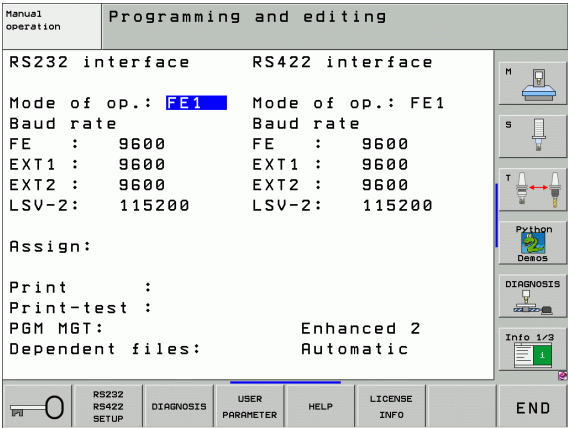 Manual
operation
Programming and editing
RS232 interface RS422 interface
Mode of op.: FE1 Mode of op.: FE1
Baud rate Baud rate
FE : 9600 FE : 9600
EXT1 : 9600 EXT1 : 9600
EXT2 : 9600 EXT2 : 9600
LSV-2: 115200 LSV-2: 115200
Assign:
Print :
Print-test :
PGM MGT: Enhanced 2
Dependent files: Automatic
M
S
T
Python
Demos
DIAGNOSIS
Info 1/3
i
RS232
RS422
SETUP
DIAGNOSIS
USER
PARAMETER
HELP
LICENSE
INFO
END